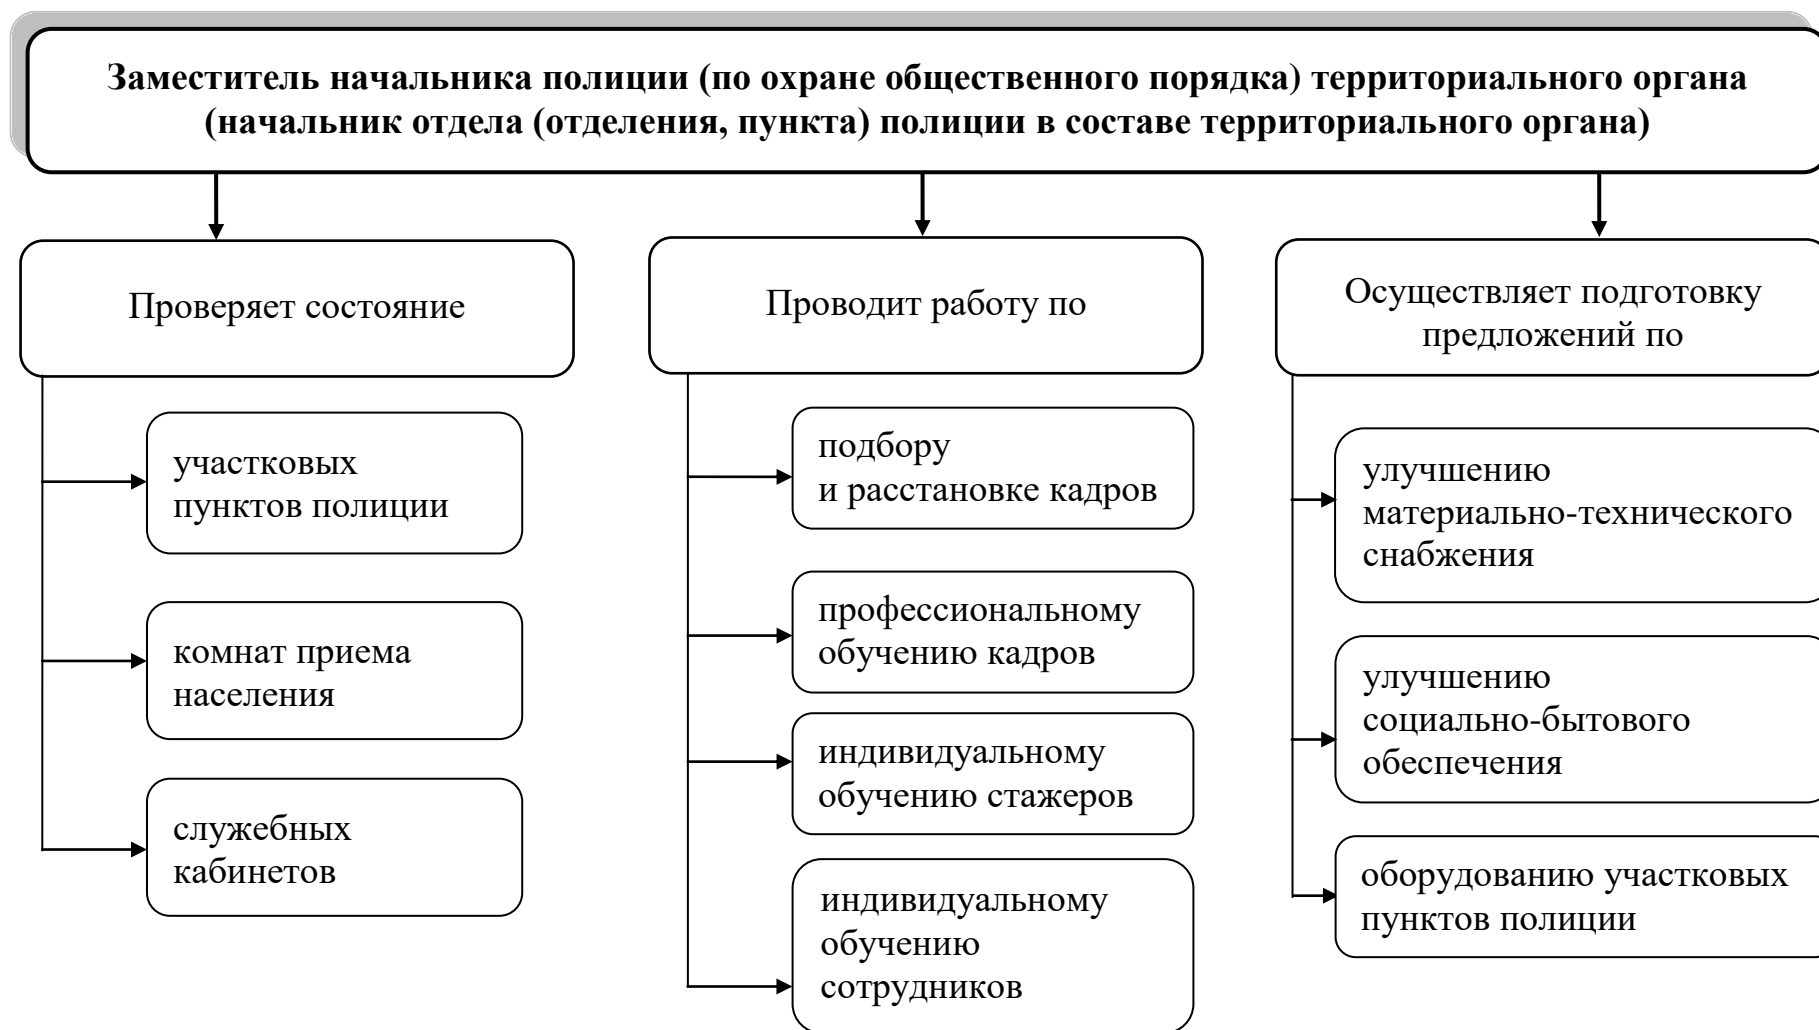 Заместитель начальника полиции (по охране общественного порядка) территориального органа
(начальник отдела (отделения, пункта) полиции в составе территориального органа)
Проверяет состояние
участковых
пунктов полиции
комнат приема
населения
служебных
кабинетов
Проводит работу по
подбору
и расстановке кадров
профессиональному
обучению кадров
индивидуальному
обучению стажеров
индивидуальному
обучению
сотрудников
Осуществляет подготовку
предложений по
улучшению
материально-технического
снабжения
улучшению
социально-бытового
обеспечения
оборудованию участковых
пунктов полиции